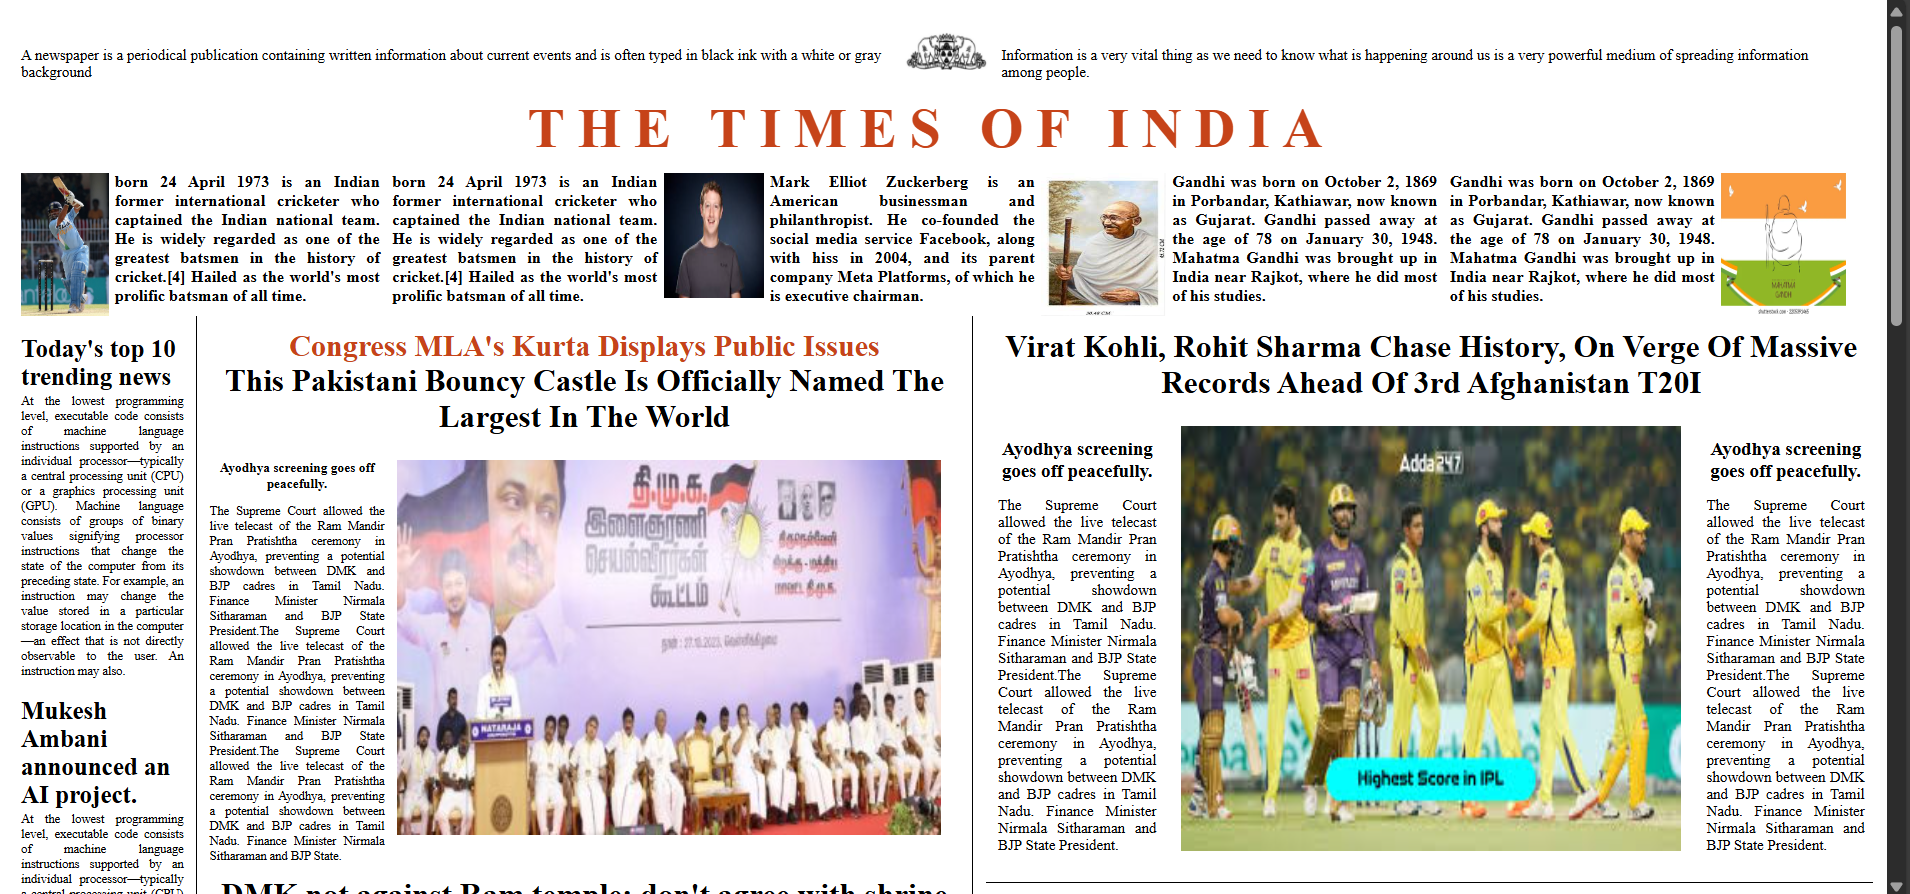 A newspaper is a periodical publication containing written information about current events and is often typed in black ink with a white or gray
background
Information is a very vital thing as we need to know what is happening around us is a very powerful medium of spreading information
among people.
THE TIMES OF INDIA
born 24 April 1973 is an Indian
former international cricketer who
captained the Indian national team.
He is widely regarded as one of the
greatest batsmen in the history of
cricket.[4] Hailed as the world's most
prolific batsman of all time.
born 24 April 1973 is an Indian
former international cricketer who
captained the Indian national team.
He is widely regarded as one of the
greatest batsmen in the history of
cricket.[4] Hailed as the world's most
prolific batsman of all time.
Mark Elliot Zuckerberg is an
American businessman and
philanthropist. He co-founded the
social media service Facebook, along
with hiss in 2004, and its parent
company Meta Platforms, of which he
is executive chairman.
30.48 CM
Gandhi was born on October 2, 1869
in Porbandar, Kathiawar, now known
as Gujarat. Gandhi passed away at
the age of 78 on January 30, 1948.
Mahatma Gandhi was brought up in
India near Rajkot, where he did most
of his studies.
Gandhi was born on October 2, 1869
in Porbandar, Kathiawar, now known
as Gujarat. Gandhi passed away at
the age of 78 on January 30, 1948.
Mahatma Gandhi was brought up in
India near Rajkot, where he did most
of his studies.
MAHATMA
GANDHI
Today's top 10
trending news
At the lowest programming
level, executable code consists
of machine language
instructions supported by an
individual processor—typically
a central processing unit (CPU)
or a graphics processing unit
(GPU). Machine language
consists of groups of binary
values signifying processor
instructions that change the
state of the computer from its
preceding state. For example, an
instruction may change the
value stored in a particular
storage location in the computer
—an effect that is not directly
observable to the user. An
instruction may also.
Mukesh
Ambani
announced an
AI project.
At the lowest programming
level, executable code consists
of machine language
instructions supported by an
individual processor—typically
a central processing unit (CPU)
Congress MLA's Kurta Displays Public Issues
This Pakistani Bouncy Castle Is Officially Named The
Largest In The World
Ayodhya screening goes off
peacefully.
The Supreme Court allowed the
live telecast of the Ram Mandir
Pran Pratishtha ceremony in
Ayodhya, preventing a potential
showdown between DMK and
BJP cadres in Tamil Nadu.
Finance Minister Nirmala
Sitharaman and BJP State
President.The Supreme Court
allowed the live telecast of the
Ram Mandir Pran Pratishtha
ceremony in Ayodhya, preventing
a potential showdown between
DMK and BJP cadres in Tamil
Nadu. Finance Minister Nirmala
Sitharaman and BJP State
President.The Supreme Court
allowed the live telecast of the
Ram Mandir Pran Pratishtha
ceremony in Ayodhya, preventing
a potential showdown between
DMK and BJP cadres in Tamil
Nadu. Finance Minister Nirmala
Sitharaman and BJP State.
தி.மு.க.
இளைஞரணி
செயல்வீரர்கள்
கூட்டம்
நாள் : 27.10.2023, வெள்ளிக்கிழமை
NATARAJA
DMK not against Ram temple; don't agree with shrine
Virat Kohli, Rohit Sharma Chase History, On Verge Of Massive
Records Ahead Of 3rd Afghanistan T20I
Ayodhya screening
goes off peacefully.
The Supreme Court
allowed the live telecast
of the Ram Mandir Pran
Pratishtha ceremony in
Ayodhya, preventing a
potential showdown
between DMK and BJP
cadres in Tamil Nadu.
Finance Minister Nirmala
Sitharaman and BJP State
President.The Supreme
Court allowed the live
telecast of the Ram
Mandir Pran Pratishtha
ceremony in Ayodhya,
preventing a potential
showdown between DMK
and BJP cadres in Tamil
Nadu. Finance Minister
Nirmala Sitharaman and
BJP State President.
Adda247
Highest Score in IPL
Ayodhya screening
goes off peacefully.
The Supreme Court
allowed the live telecast
of the Ram Mandir Pran
Pratishtha ceremony in
Ayodhya, preventing a
potential showdown
between DMK and BJP
cadres in Tamil Nadu.
Finance Minister Nirmala
Sitharaman and BJP State
President.The Supreme
Court allowed the live
telecast of the Ram
Mandir Pran Pratishtha
ceremony in Ayodhya,
preventing a potential
showdown between DMK
and BJP cadres in Tamil
Nadu. Finance Minister
Nirmala Sitharaman and
BJP State President.